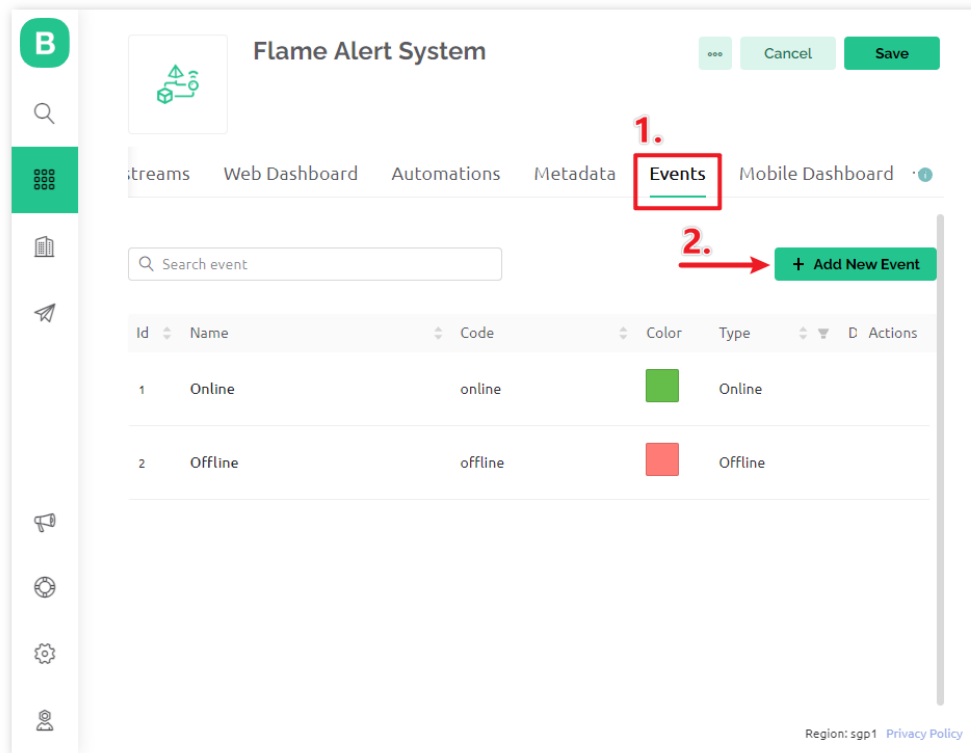 B
Flame Alert System
Cancel
Save
1.
streams
Web Dashboard
Automations
Metadata
Events
Mobile Dashboard
2.
Search event
+ Add New Event
Id
Name
Code
Color
Type
D
Actions
1
Online
online
Online
2
Offline
offline
Offline
Region: sgp1
Privacy Policy